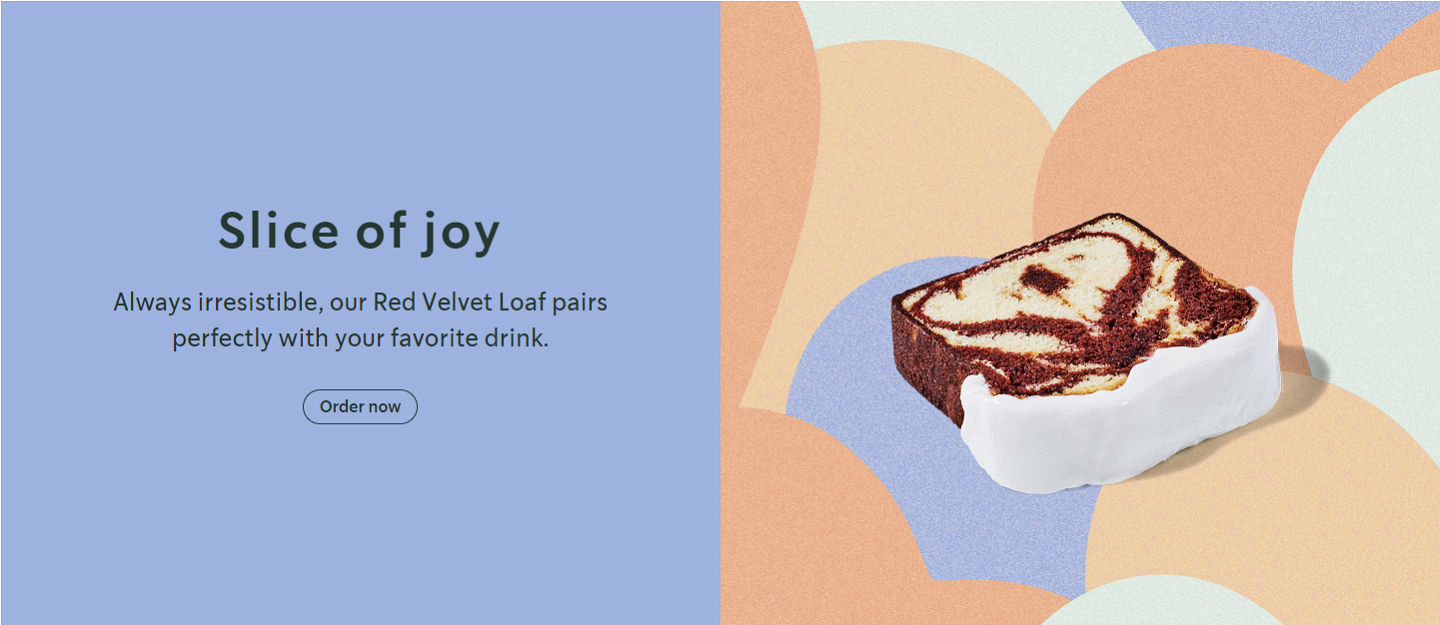 Slice of joy
Always irresistible, our Red Velvet Loaf pairs
perfectly with your favorite drink.
Order now